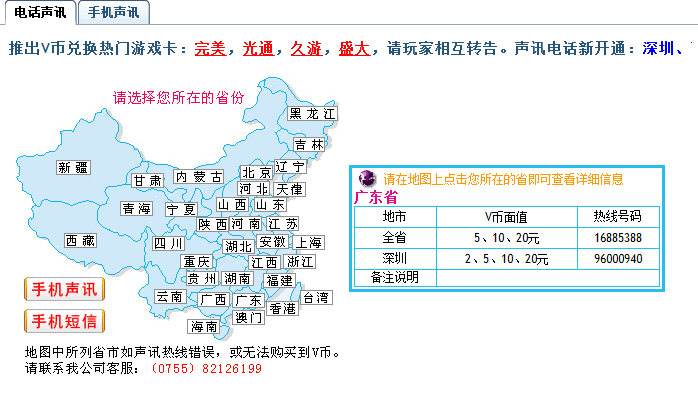 电话声讯 手机声讯
推出V币兑换热门游戏卡：完美，光通，久游，盛大，请玩家相互转告。声讯电话新开通：深圳、
请选择您所在的省份
黑龙江
吉林
辽宁
新疆
甘肃
内蒙古
北京
河北
天津
青海
宁夏
山西
山东
陕西
河南
江苏
西藏
四川
湖北
安徽
上海
重庆
江西
浙江
贵州
湖南
福建
云南
广西
广东
台湾
香港
澳门
海南
手机声讯
手机短信
地图中所列省市如声讯热线错误，或无法购买到V币。
请联系我公司客服：（0755）82126199
请在地图上点击您所在的省即可查看详细信息
广东省
地市 V币面值 热线号码
全省 5、10、20元 16885388
深圳 2、5、10、20元 96000940
备注说明